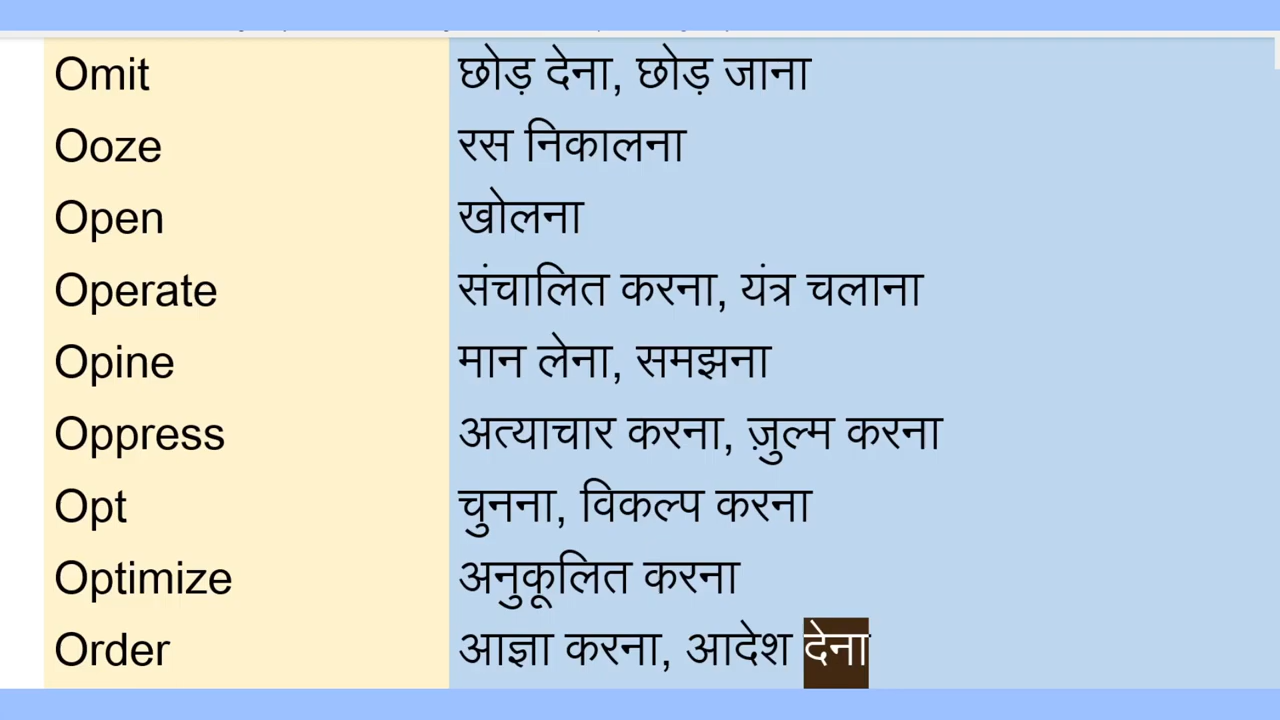 Omit छोड़ देना, छोड़ जाना
Ooze रस निकालना
Open खोलना
Operate संचालित करना, यंत्र चलाना
Opine मान लेना, समझना
Oppress अत्याचार करना, ज़ुल्म करना
Opt चुनना, विकल्प करना
Optimize अनुकूलित करना
Order आज्ञा करना, आदेश देना